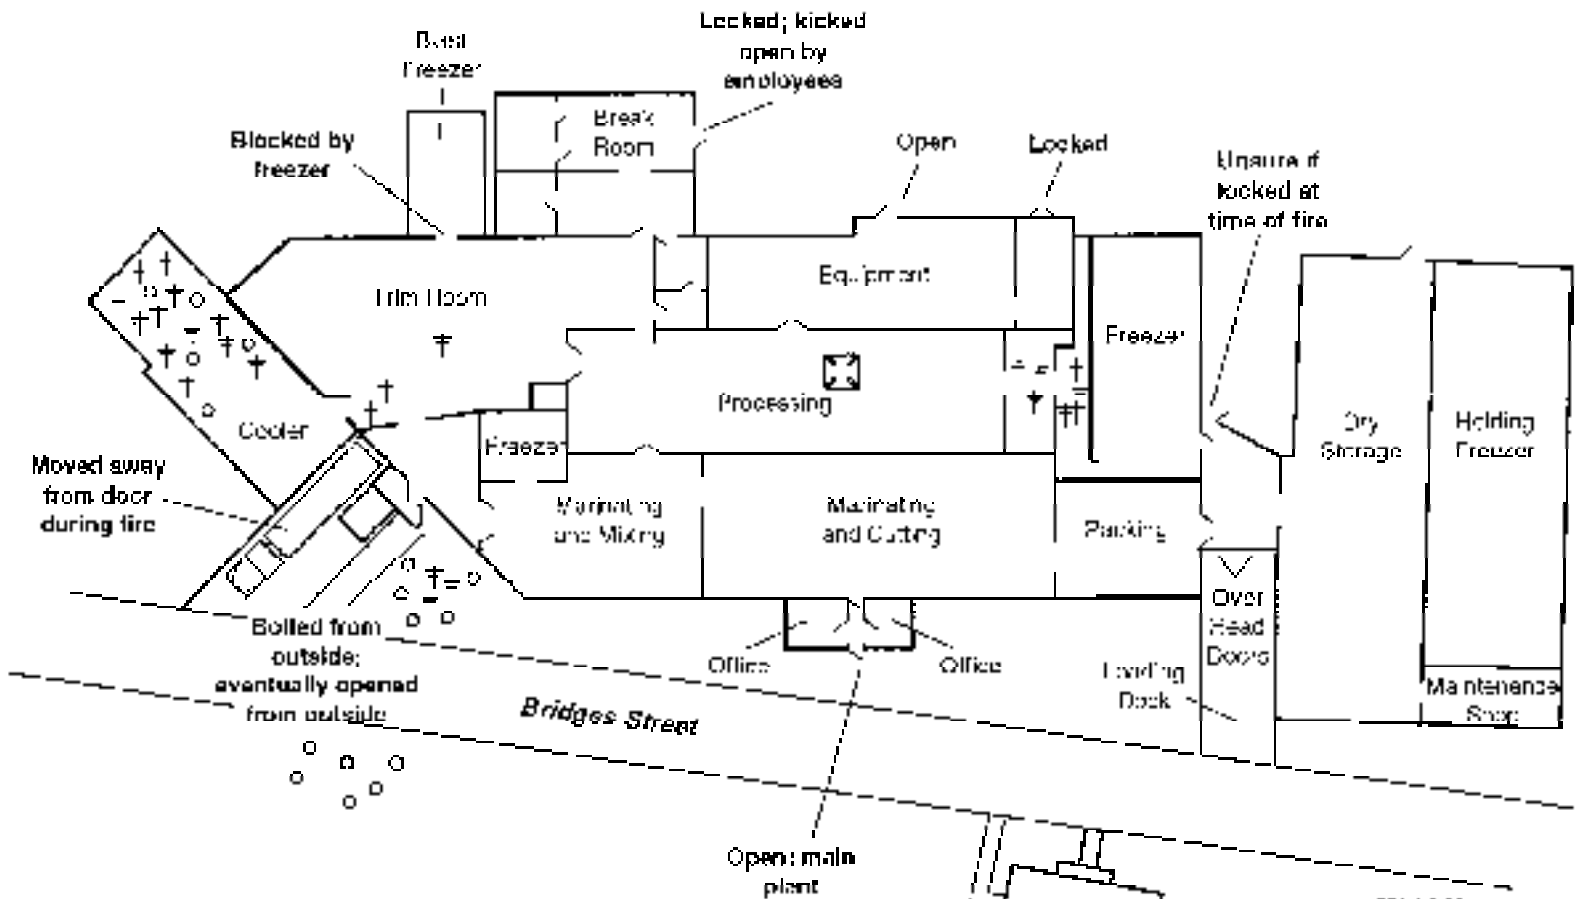 Locked; kicked
open by
employees
Blast
Freezer
Break
Room
Blocked by
freezer
Open
Locked
Unsure if
locked at
time of fire
Trim Room
Equipment
Freezer
Processing
Cooler
Freezer
Dry
Storage
Holding
Freezer
Moved away
from door
during fire
Marinating
and Mixing
Marinating
and Cutting
Packing
Over
Head
Doors
Bolted from
outside;
eventually opened
from outside
Office
Office
Loading
Dock
Maintenance
Shop
Bridges Street
Open; main
plant